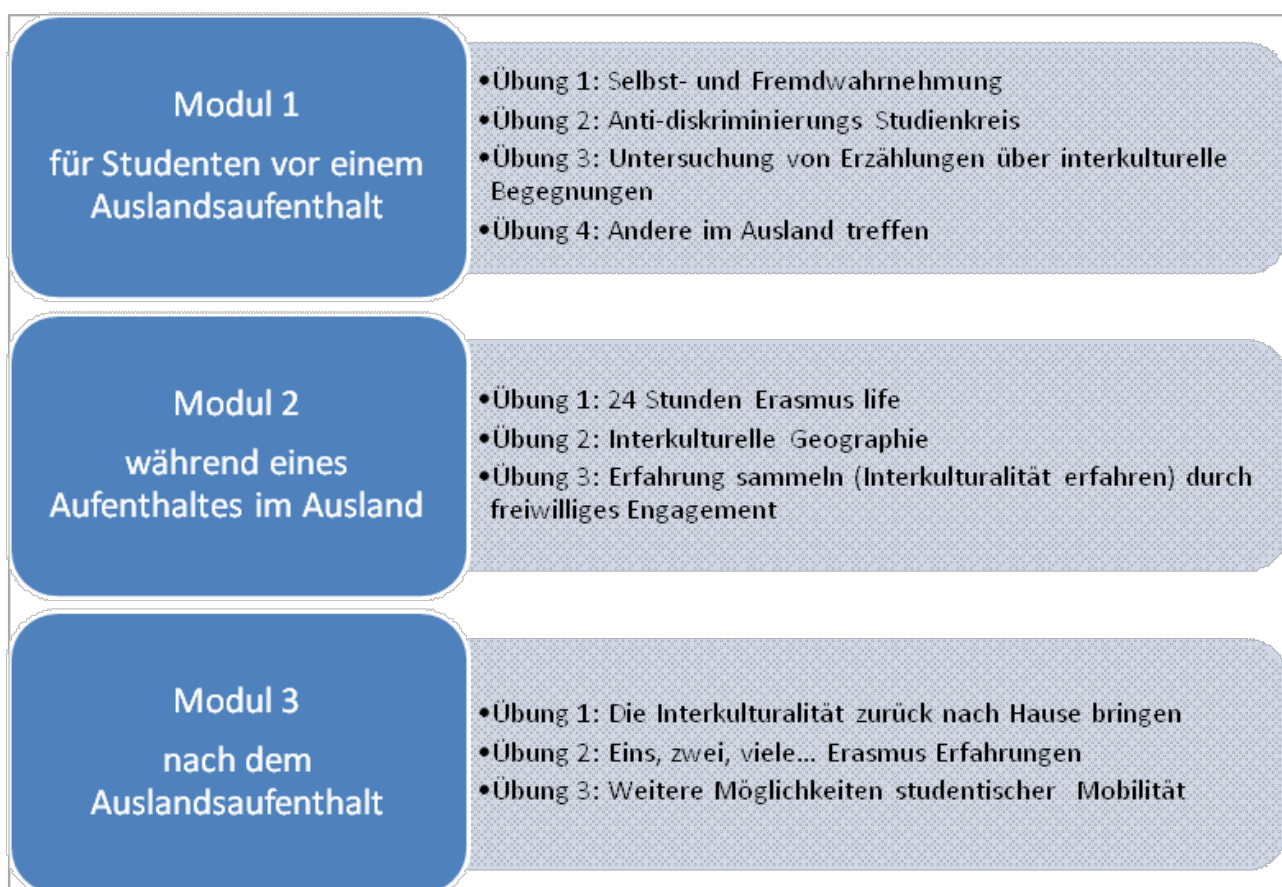 Modul 1
für Studenten vor einem
Auslandsaufenthalt
•Übung 1: Selbst- und Fremdwahrnehmung
•Übung 2: Anti-diskriminierungs Studienkreis
•Übung 3: Untersuchung von Erzählungen über interkulturelle
Begegnungen
•Übung 4: Andere im Ausland treffen
Modul 2
während eines
Aufenthaltes im Ausland
•Übung 1: 24 Stunden Erasmus life
•Übung 2: Interkulturelle Geographie
•Übung 3: Erfahrung sammeln (Interkulturalität erfahren) durch
freiwilliges Engagement
Modul 3
nach dem
Auslandsaufenthalt
•Übung 1: Die Interkulturalität zurück nach Hause bringen
•Übung 2: Eins, zwei, viele... Erasmus Erfahrungen
•Übung 3: Weitere Möglichkeiten studentischer Mobilität